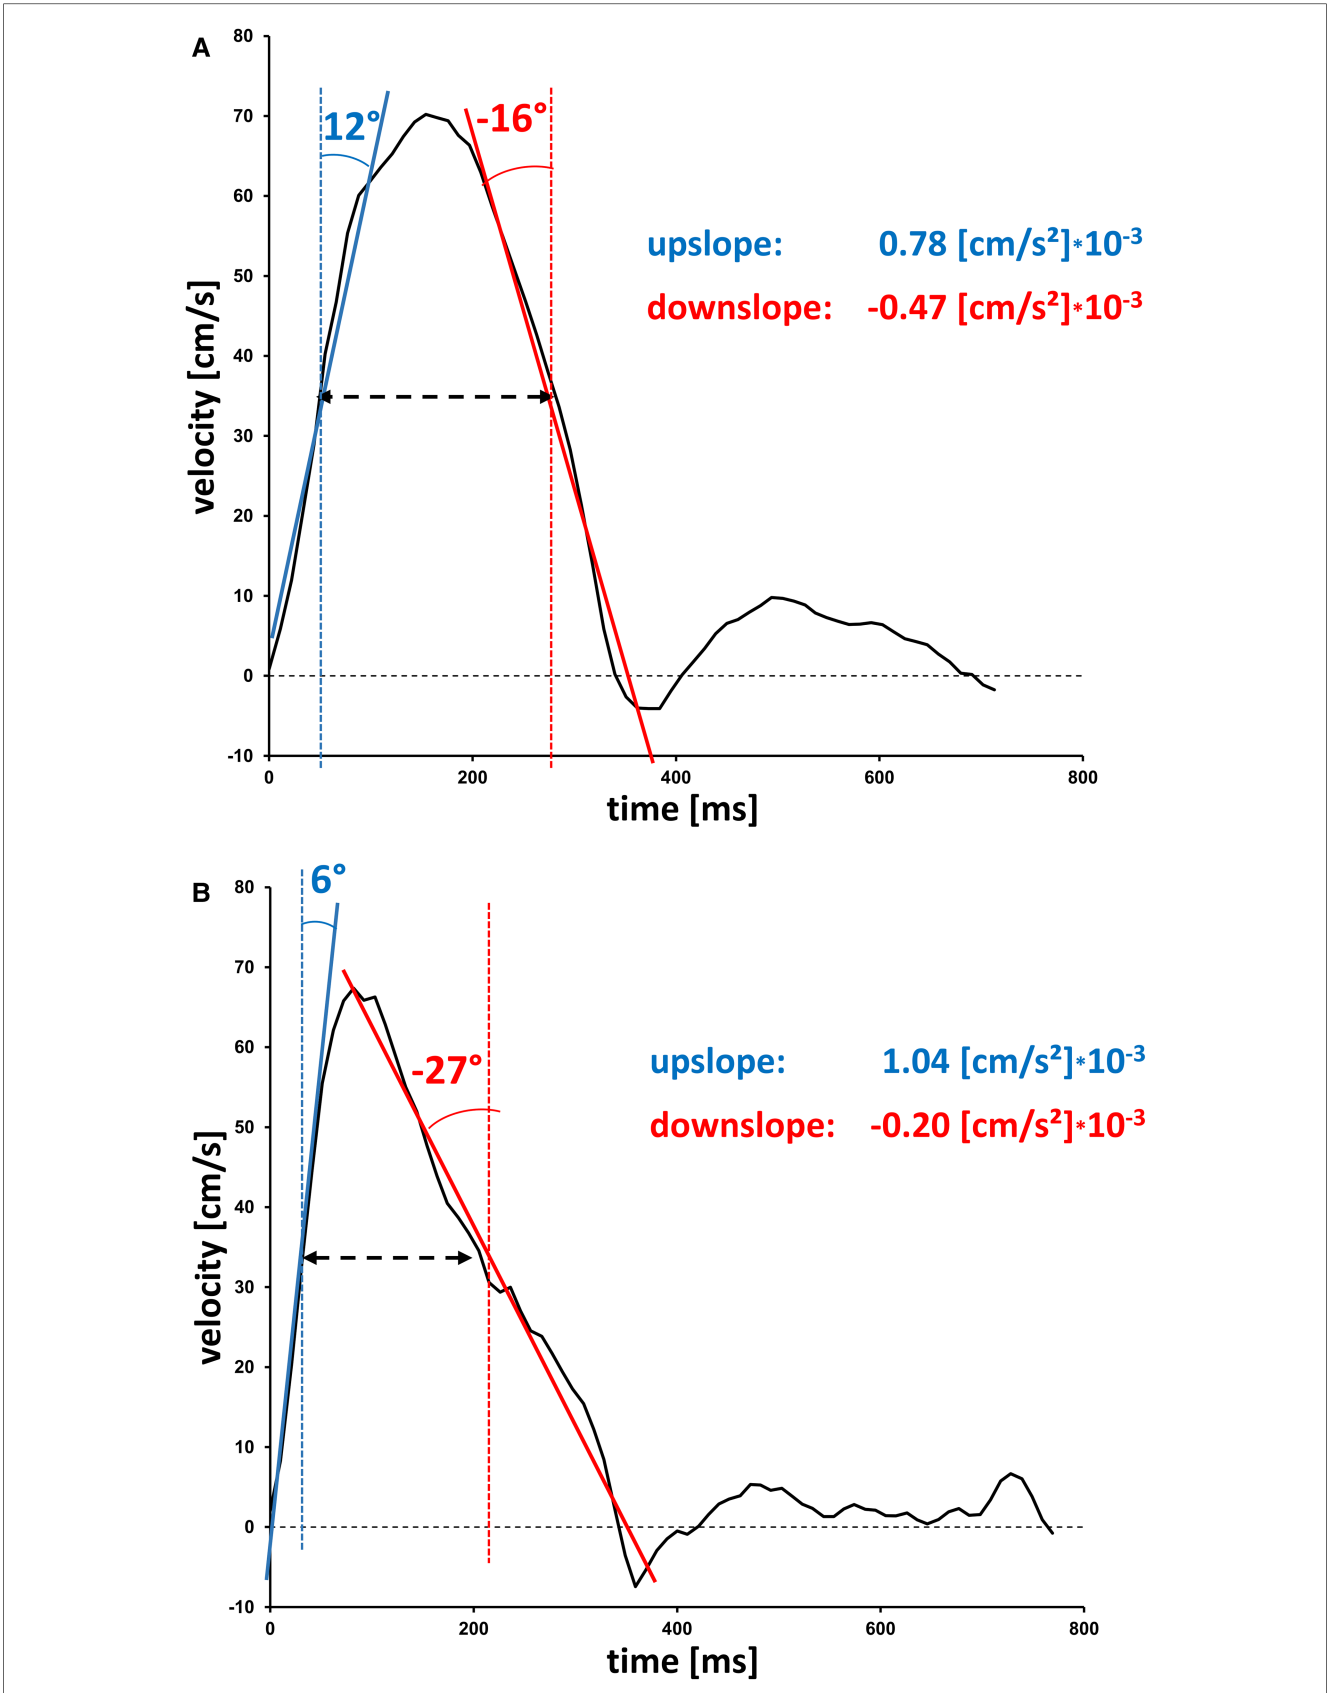 A
80
70
60
50
40
30
20
10
0
-10
velocity [cm/s]
12°
-16°
upslope: 0.78 [cm/s²]*10-3
downslope: -0.47 [cm/s²]*10-3
0 200 400 600 800
time [ms]
B
80
70
60
50
40
30
20
10
0
-10
velocity [cm/s]
6°
-27°
upslope: 1.04 [cm/s²]*10-3
downslope: -0.20 [cm/s²]*10-3
0 200 400 600 800
time [ms]